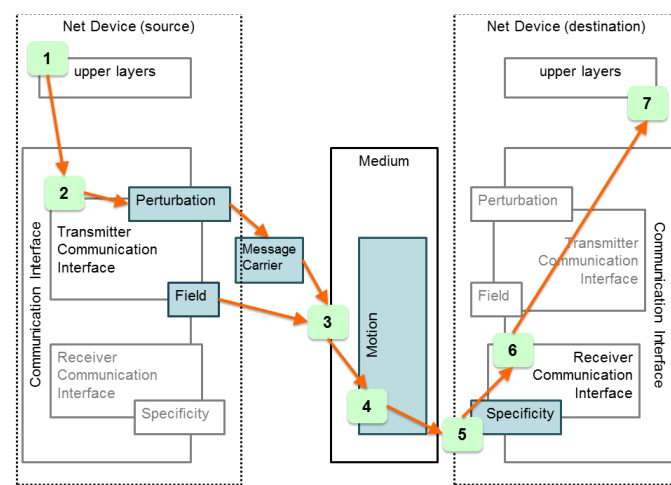 Net Device (source)
1
upper layers
2
Perturbation
Transmitter
Communication
Interface
Message
Carrier
Field
Communication Interface
Receiver
Communication
Interface
Specificity
Medium
3
Motion
4
5
Net Device (destination)
upper layers
7
Perturbation
Transmitter
Communication
Interface
Field
Communication Interface
6
Receiver
Communication
Interface
Specificity